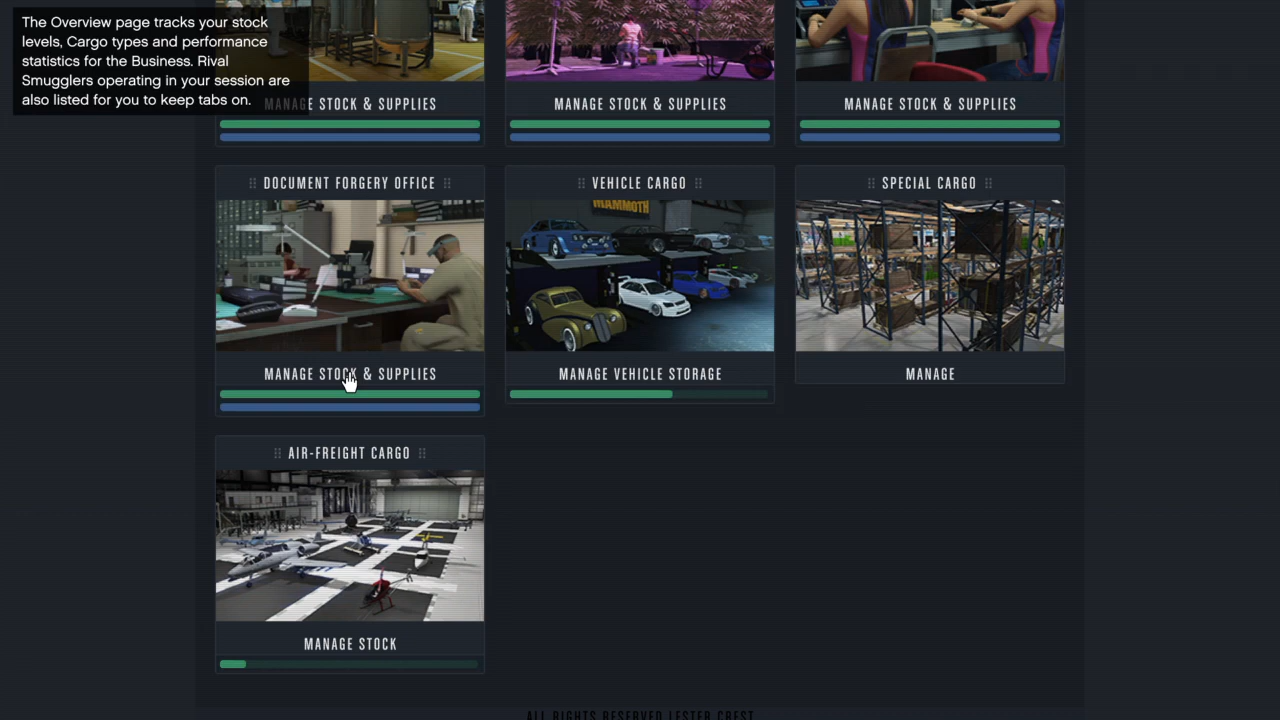 The Overview page tracks your stock
levels, Cargo types and performance
statistics for the Business. Rival
Smugglers operating in your session are
also listed for you to keep tabs on.
MANAGE STOCK & SUPPLIES
MANAGE STOCK & SUPPLIES
MANAGE STOCK & SUPPLIES
DOCUMENT FORGERY OFFICE
VEHICLE CARGO
SPECIAL CARGO
MAMMOTH
MANAGE STOCK & SUPPLIES
MANAGE VEHICLE STORAGE
MANAGE
AIR-FREIGHT CARGO
MANAGE STOCK
ALL RIGHTS RESERVED LESTER CREST